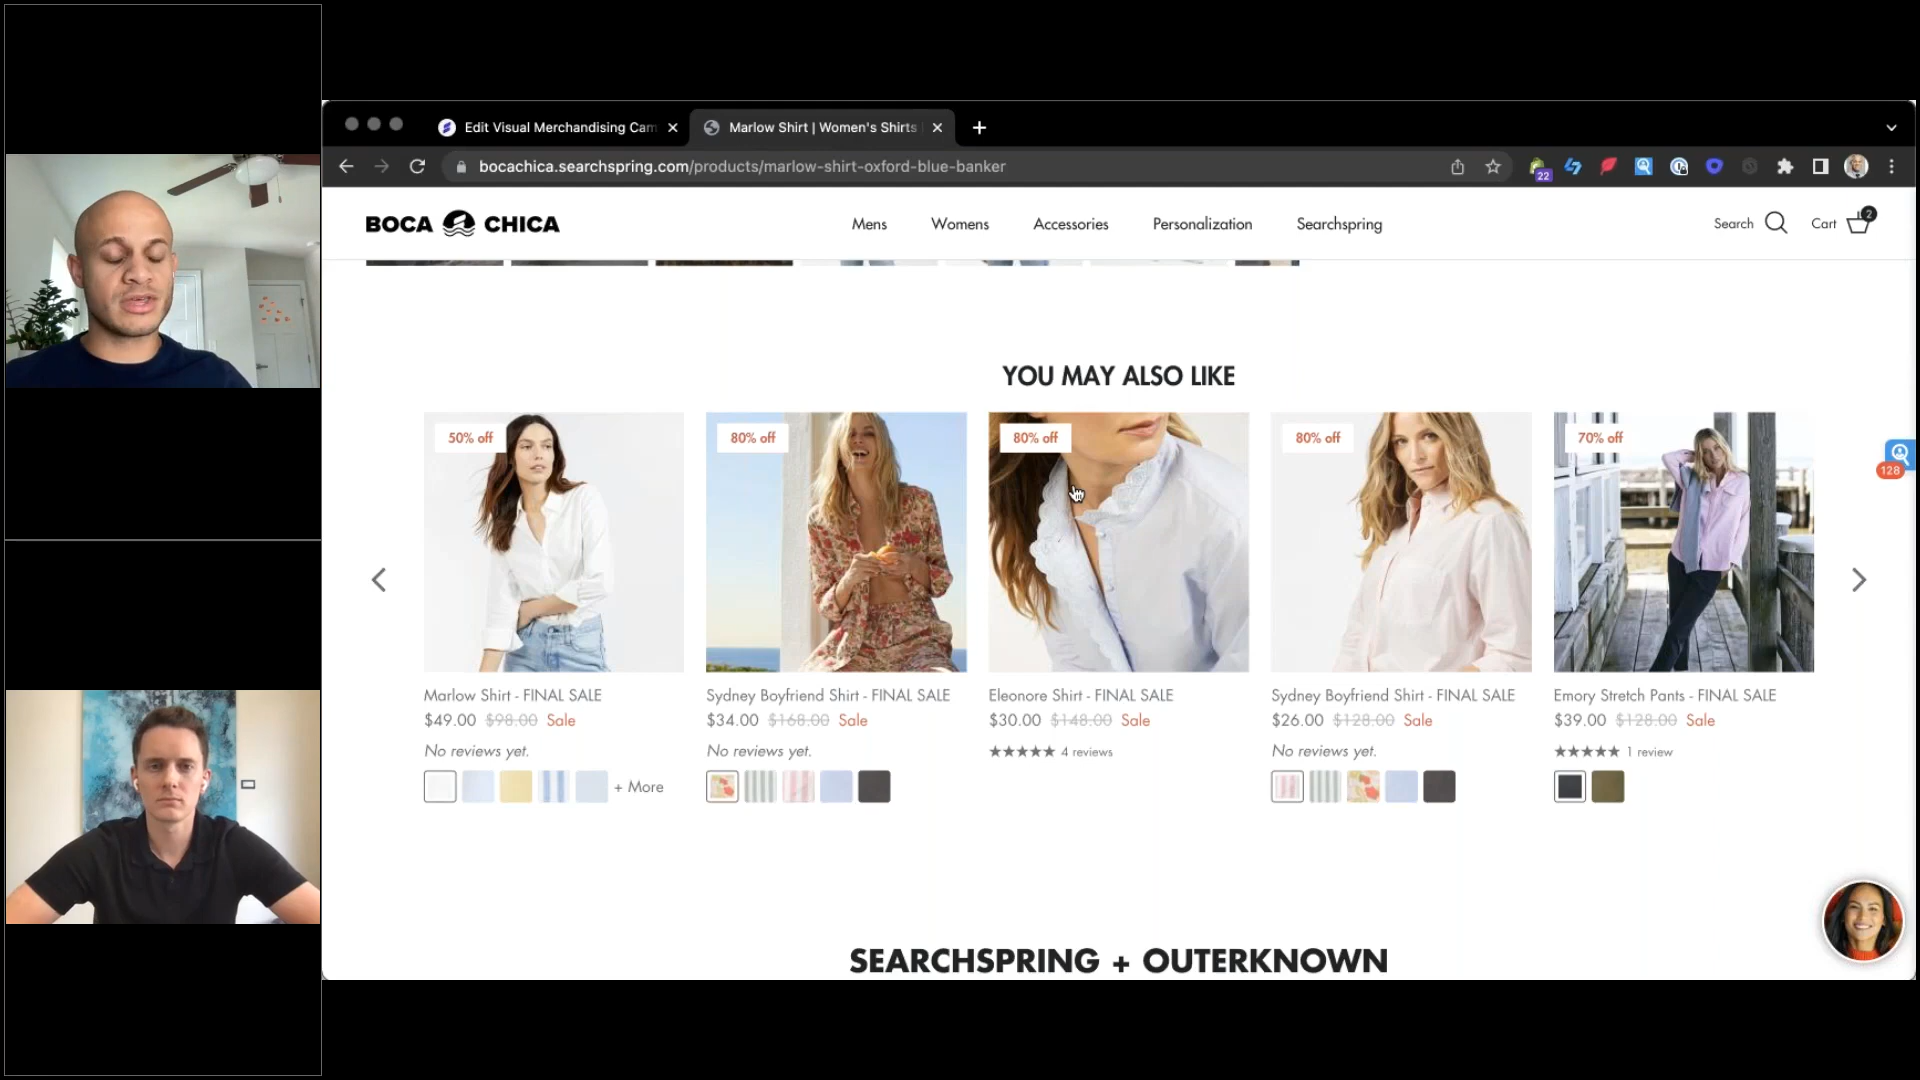 Edit Visual Merchandising Cam
Marlow Shirt | Women's Shirts
bocachica.searchspring.com/products/marlow-shirt-oxford-blue-banker
22
BOCA CHICA
Mens
Womens
Accessories
Personalization
Searchspring
Search
Cart
2
YOU MAY ALSO LIKE
50% off
80% off
80% off
80% off
70% off
128
Marlow Shirt - FINAL SALE
$49.00 $98.00 Sale
No reviews yet.
+ More
Sydney Boyfriend Shirt - FINAL SALE
$34.00 $168.00 Sale
No reviews yet.
Eleonore Shirt - FINAL SALE
$30.00 $148.00 Sale
★★★★★ 4 reviews
Sydney Boyfriend Shirt - FINAL SALE
$26.00 $128.00 Sale
No reviews yet.
Emory Stretch Pants - FINAL SALE
$39.00 $128.00 Sale
★★★★★ 1 review
SEARCHSPRING + OUTERKNOWN